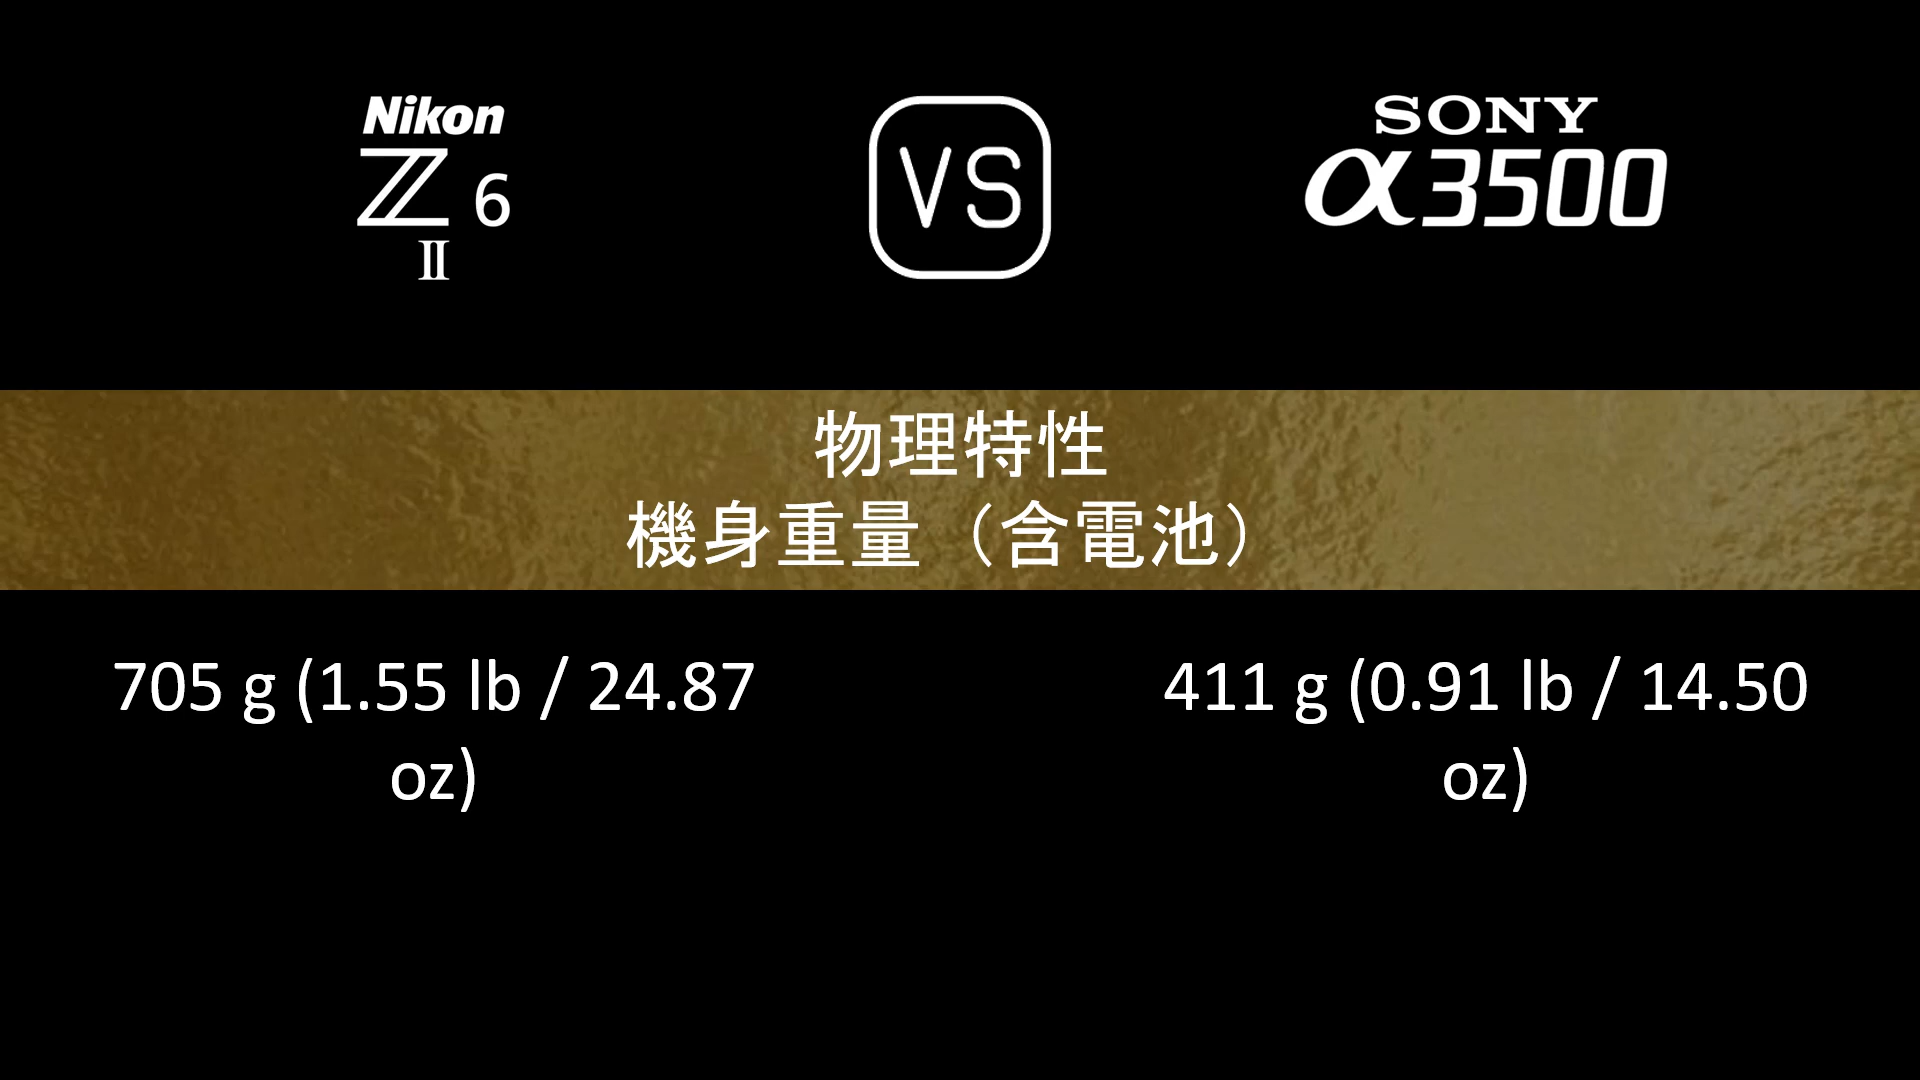 Nikon
Z 6
II
VS
SONY
α3500
物理特性
機身重量（含電池）
705 g (1.55 lb / 24.87
oz)
411 g (0.91 lb / 14.50
oz)